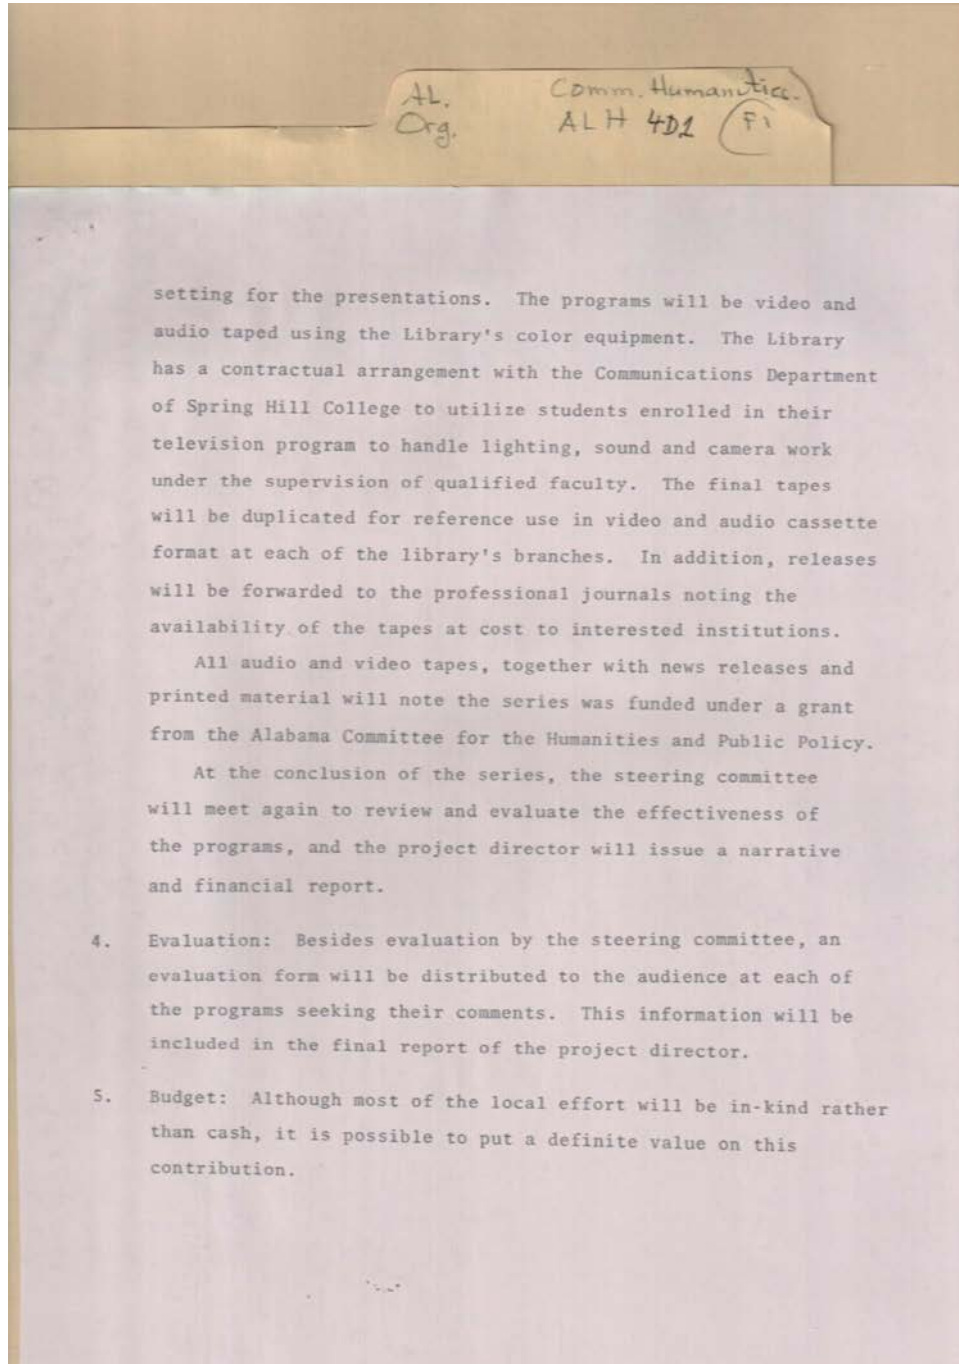 AL. Comm. Humanities.
Org. ALH 4D1 F1
setting for the presentations. The programs will be video and
audio taped using the Library's color equipment. The Library
has a contractual arrangement with the Communications Department
of Spring Hill College to utilize students enrolled in their
television program to handle lighting, sound and camera work
under the supervision of qualified faculty. The final tapes
will be duplicated for reference use in video and audio cassette
format at each of the library's branches. In addition, releases
will be forwarded to the professional journals noting the
availability of the tapes at cost to interested institutions.
All audio and video tapes, together with news releases and
printed material will note the series was funded under a grant
from the Alabama Committee for the Humanities and Public Policy.
At the conclusion of the series, the steering committee
will meet again to review and evaluate the effectiveness of
the programs, and the project director will issue a narrative
and financial report.
4. Evaluation: Besides evaluation by the steering committee, an
evaluation form will be distributed to the audience at each of
the programs seeking their comments. This information will be
included in the final report of the project director.
5. Budget: Although most of the local effort will be in-kind rather
than cash, it is possible to put a definite value on this
contribution.